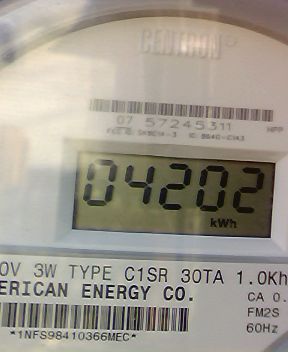 CENTRON
07 57245311
HPP
04202
kWh
0V 3W TYPE C1SR 30TA 1.0Kh
ERICAN ENERGY CO.
CA 0.
FM2S
60Hz
*1NFS98410366MEC*